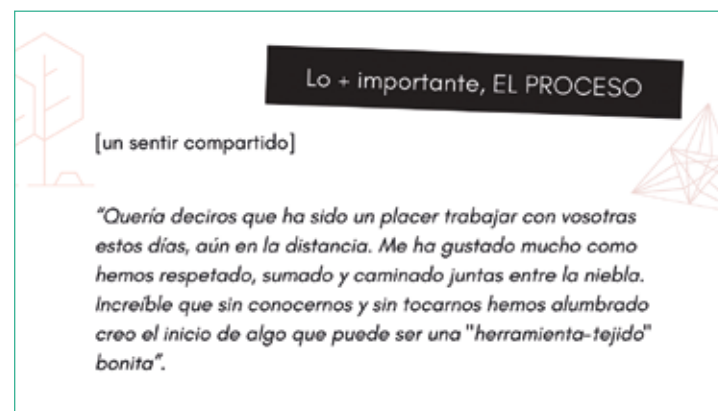 Lo + importante, EL PROCESO
[un sentir compartido]
“Quería deciros que ha sido un placer trabajar con vosotras
estos días, aún en la distancia. Me ha gustado mucho como
hemos respetado, sumado y caminado juntas entre la niebla.
Increíble que sin conocernos y sin tocarnos hemos alumbrado
creo el inicio de algo que puede ser una "herramienta-tejido"
bonita”.